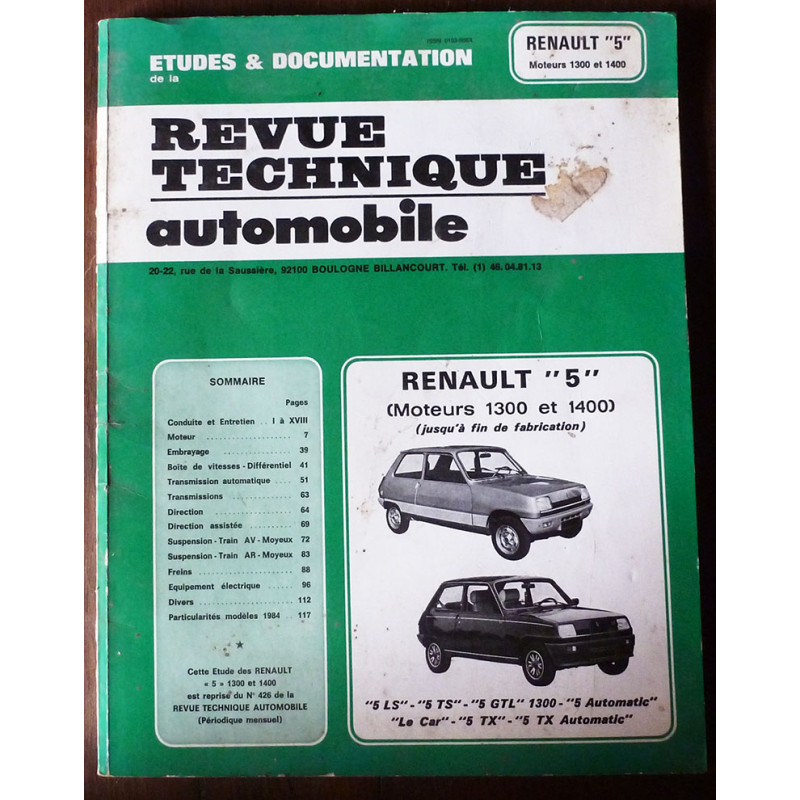 ETUDES & DOCUMENTATION
de la
RENAULT "5"
Moteurs 1300 et 1400
REVUE
TECHNIQUE
automobile
20-22, rue de la Saussière, 92100 BOULOGNE BILLANCOURT. Tél. (1) 46.04.81.13
SOMMAIRE
Pages
Conduite et Entretien .. I à XVIII
Moteur .................. 7
Embrayage .............. 39
Boîte de vitesses - Différentiel 41
Transmission automatique .... 51
Transmissions ............ 63
Direction ................ 64
Direction assistée .......... 69
Suspension - Train AV - Moyeux 72
Suspension - Train AR - Moyeux 83
Freins .................... 88
Equipement électrique ...... 96
Divers .................... 112
Particularités modèles 1984 .. 117
★
Cette Etude des RENAULT
« 5 » 1300 et 1400
est reprise du N° 426 de la
REVUE TECHNIQUE AUTOMOBILE
(Périodique mensuel)
RENAULT "5"
(Moteurs 1300 et 1400)
(jusqu'à fin de fabrication)
"5 LS" - "5 TS" - "5 GTL" 1300 - "5 Automatic"
"Le Car" - "5 TX" - "5 TX Automatic"